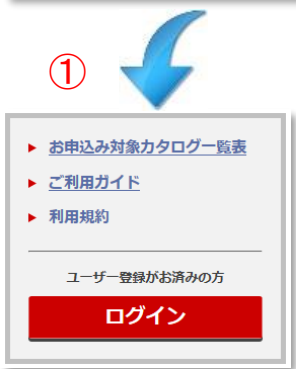 ①
お申込み対象カタログ一覧表
ご利用ガイド
利用規約
ユーザー登録がお済みの方
ログイン